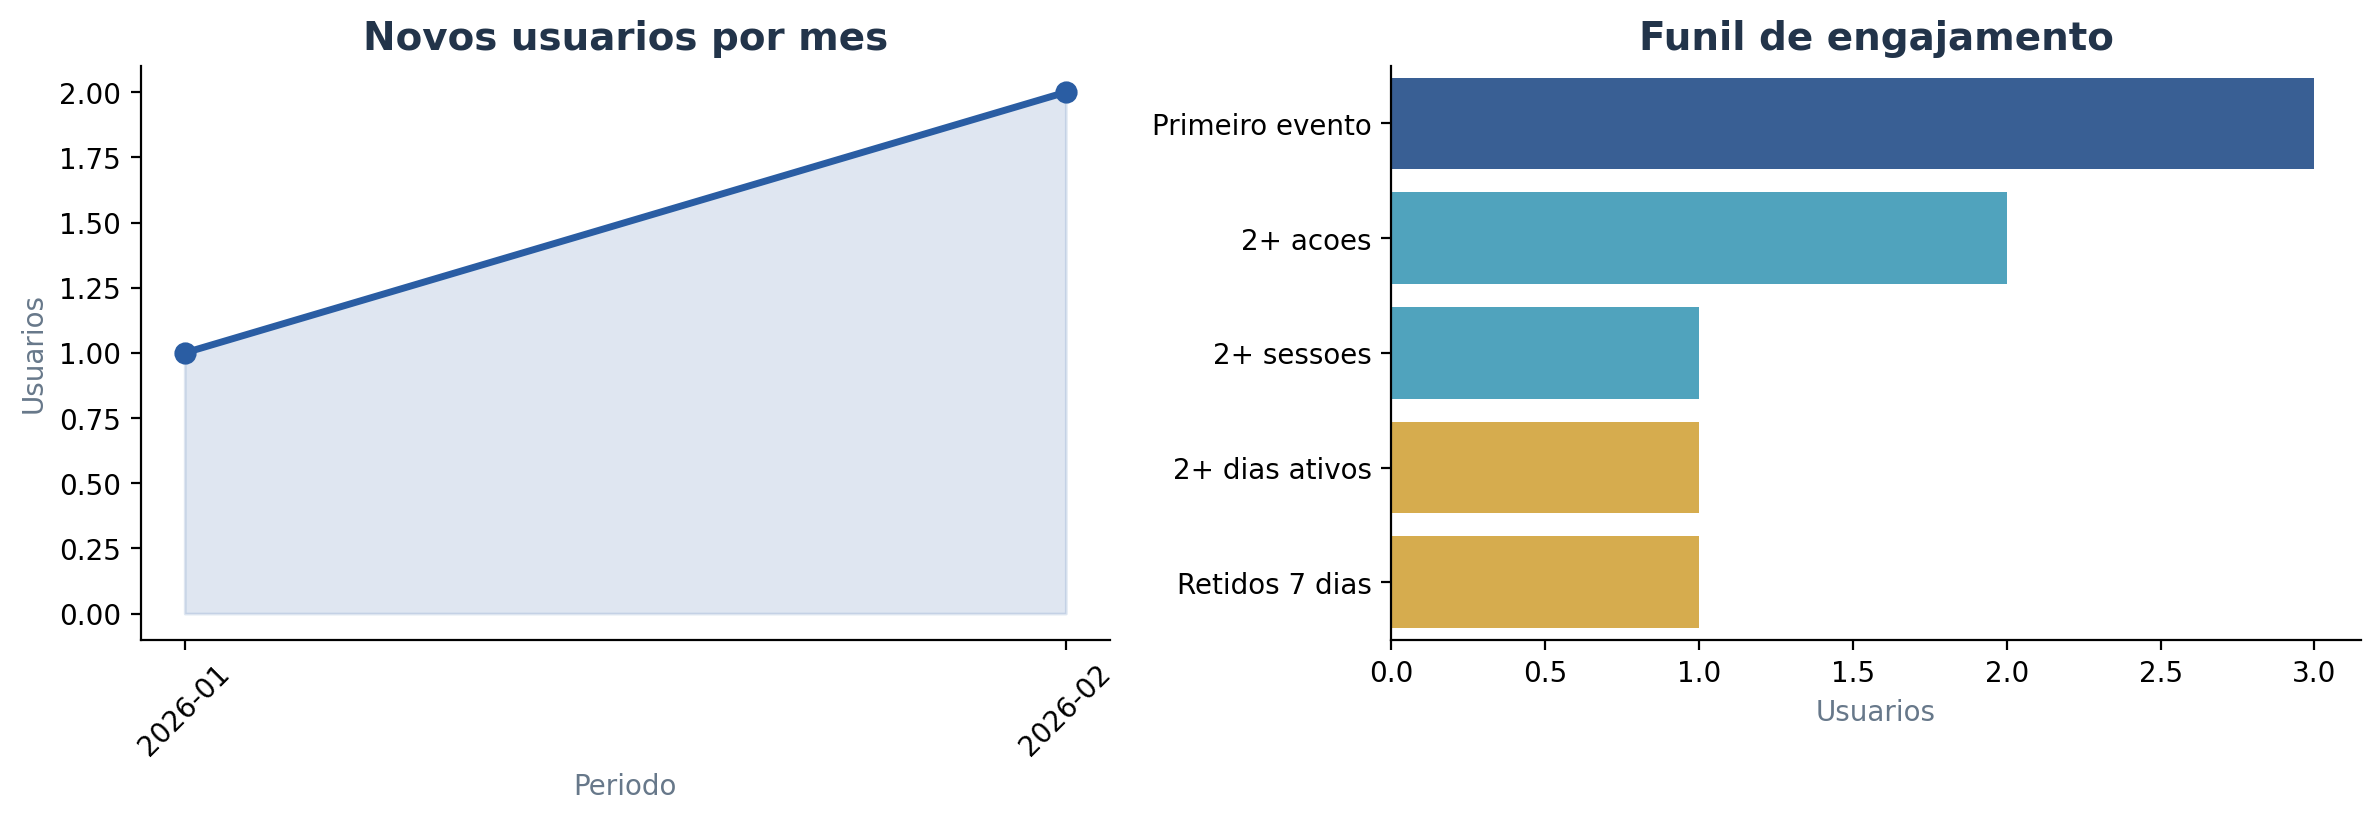 Novos usuarios por mes
Usuarios
2.00
1.75
1.50
1.25
1.00
0.75
0.50
0.25
0.00
2026-01
2026-02
Periodo
Funil de engajamento
Primeiro evento
2+ acoes
2+ sessoes
2+ dias ativos
Retidos 7 dias
0.0 0.5 1.0 1.5 2.0 2.5 3.0
Usuarios